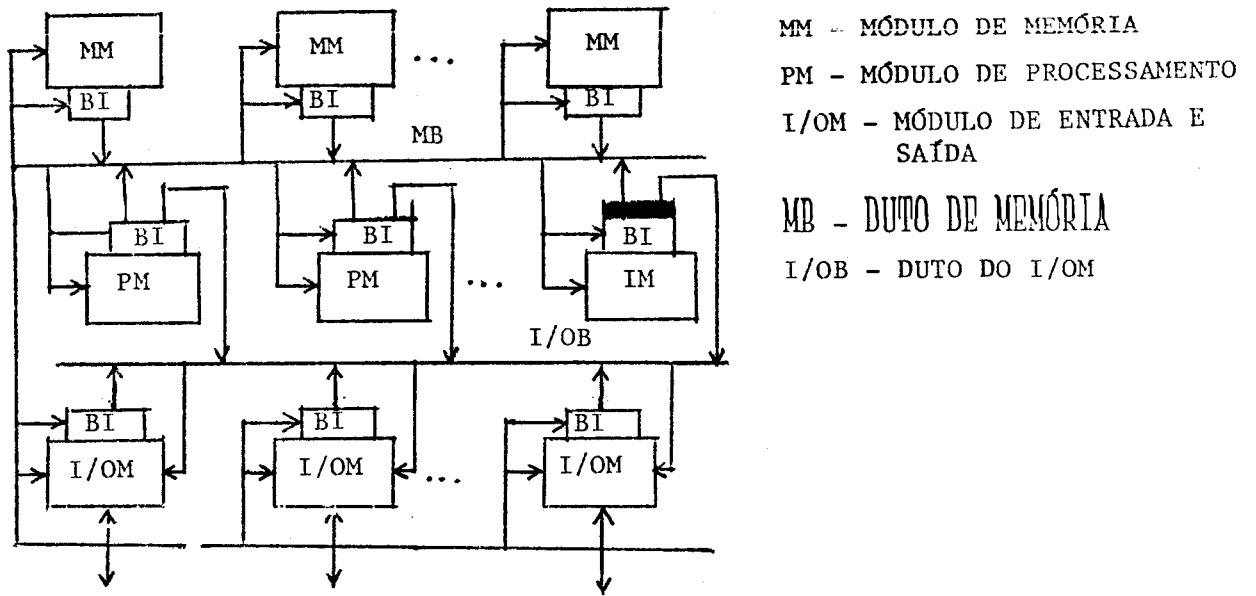 MM
MM
...
MM
BI
BI
BI
MB
BI
BI
BI
PM
PM
...
IM
I/OB
BI
BI
BI
I/OM
I/OM
...
I/OM
MM - MÓDULO DE MEMÓRIA
PM - MÓDULO DE PROCESSAMENTO
I/OM - MÓDULO DE ENTRADA E
SAÍDA
MB - DUTO DE MEMÓRIA
I/OB - DUTO DO I/OM